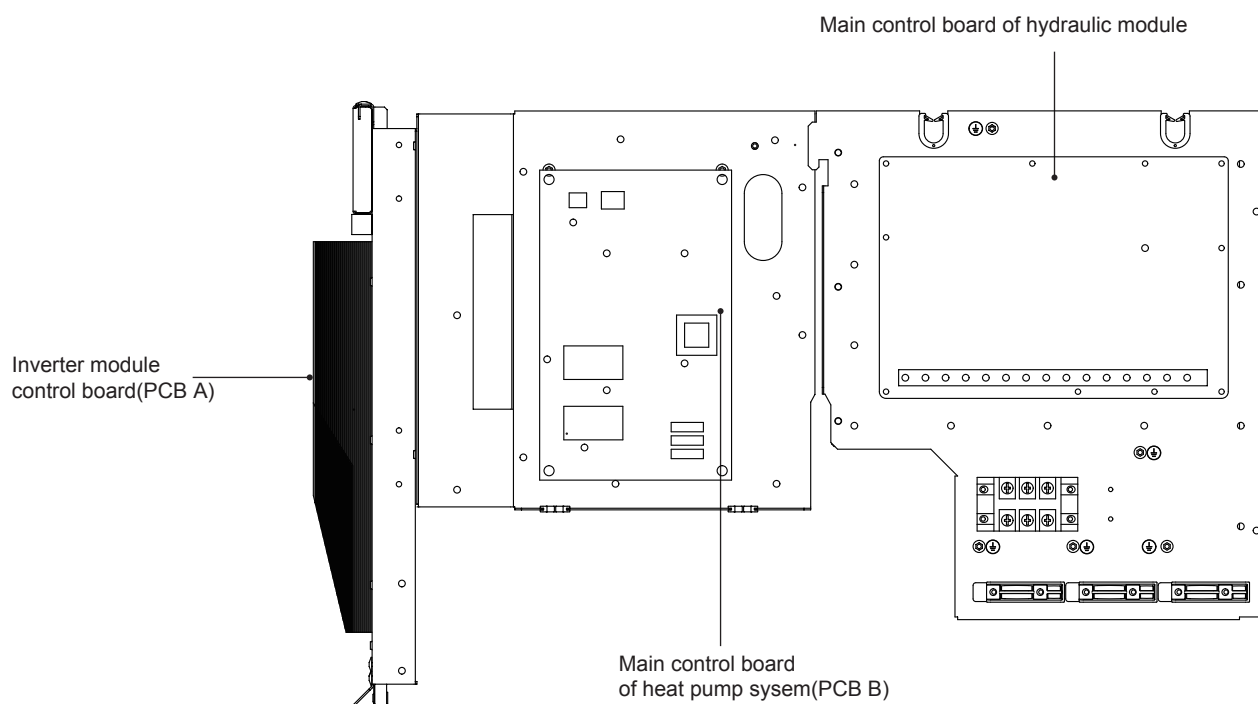 Main control board of hydraulic module
Inverter module
control board(PCB A)
Main control board
of heat pump sysem(PCB B)